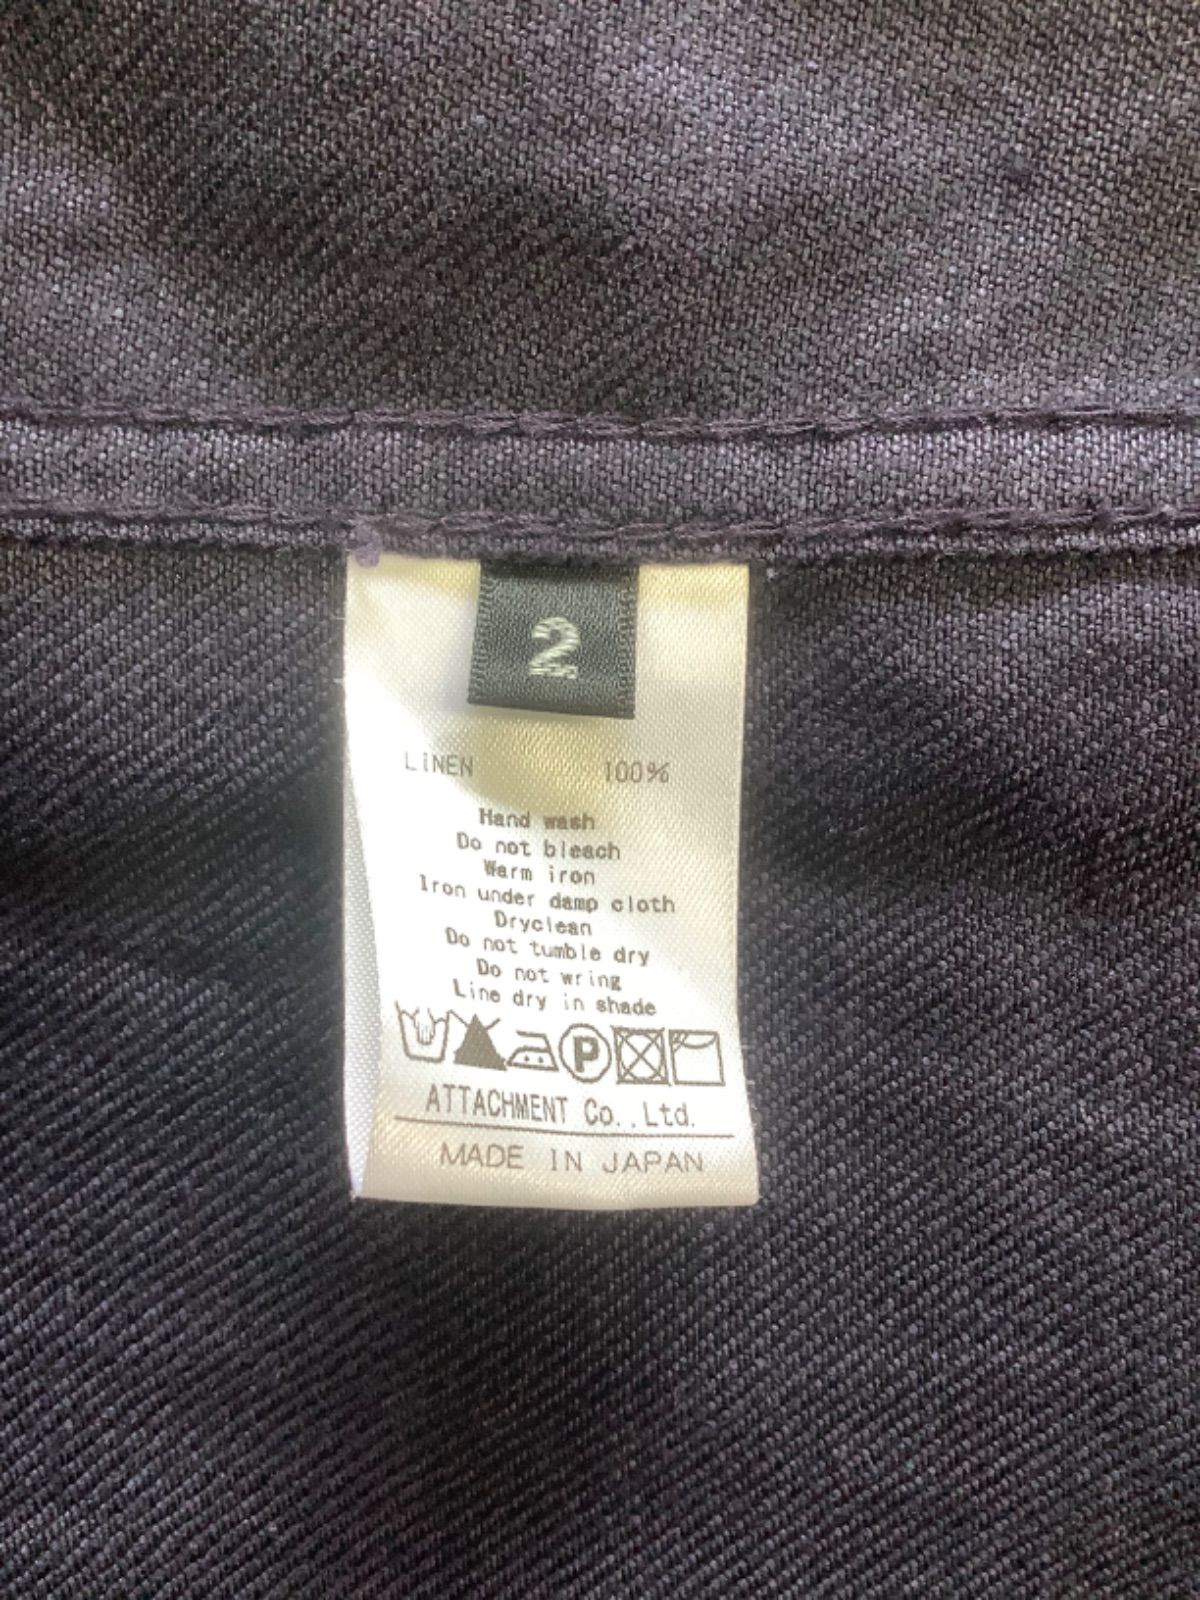 2
LINEN 100%
Hand wash
Do not bleach
Warm iron
Iron under damp cloth
Dryclean
Do not tumble dry
Do not wring
Line dry in shade
P
ATTACHMENT Co.,Ltd.
MADE IN JAPAN